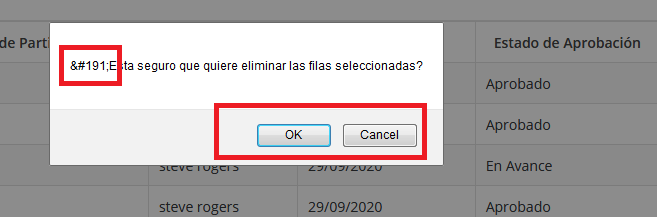 de Parti
Estado de Aprobación
&#191;Esta seguro que quiere eliminar las filas seleccionadas?
Aprobado
Aprobado
OK Cancel
steve rogers 29/09/2020 En Avance
steve rogers 29/09/2020 Aprobado